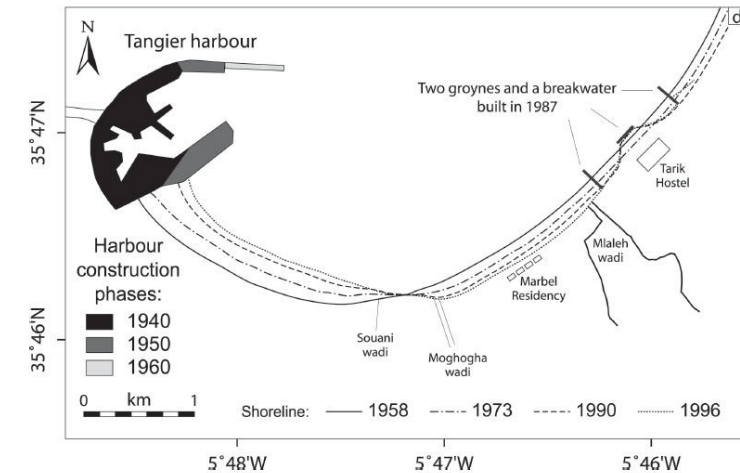 d
N
Tangier harbour
Two groynes and a breakwater
built in 1987
35°47'N
Tarik
Hostel
Mlaleh
wadi
Harbour
construction
phases:
Marbel
Residency
1940
1950
1960
35°46'N
Souani
wadi
Moghogha
wadi
0 km 1
Shoreline: 1958 1973 1990 1996
5°48'W 5°47'W 5°46'W